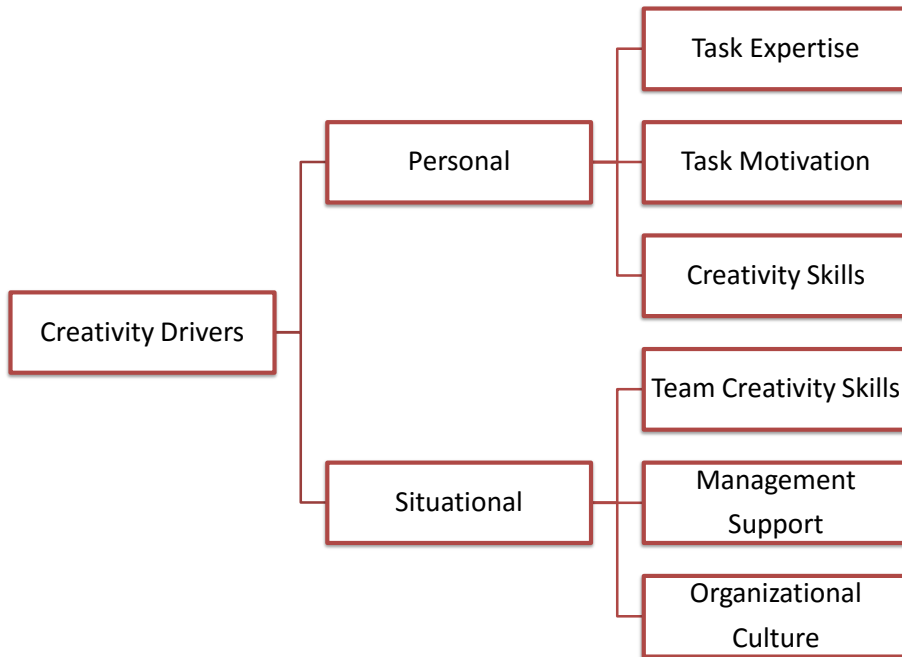 Task Expertise
Personal
Task Motivation
Creativity Skills
Creativity Drivers
Team Creativity Skills
Situational
Management
Support
Organizational
Culture